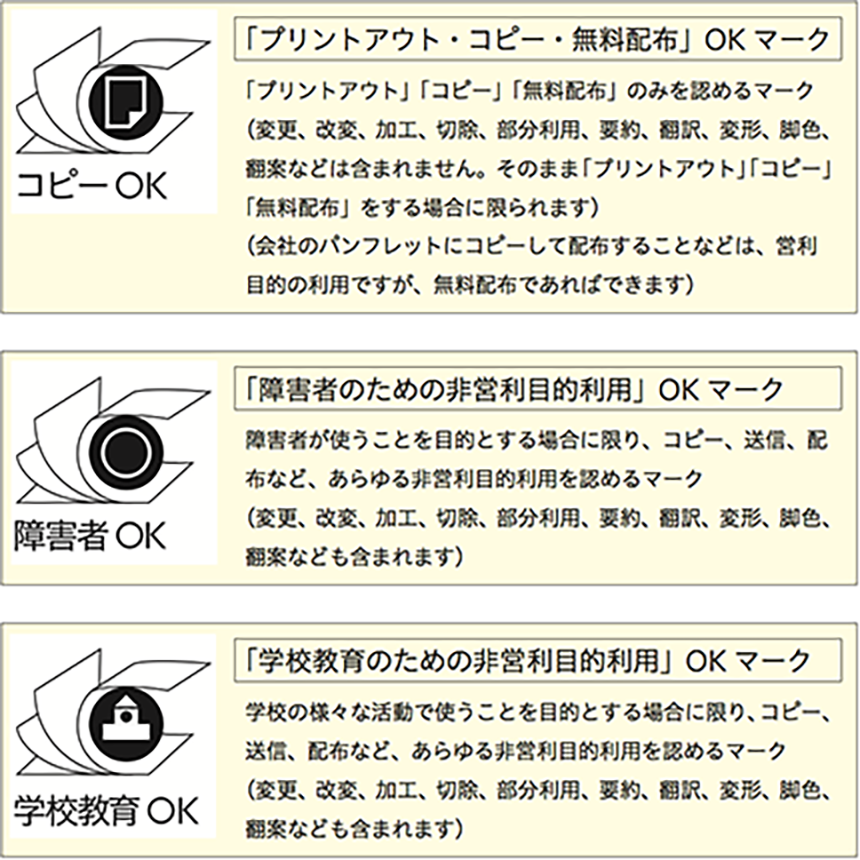 「プリントアウト・コピー・無料配布」OKマーク
「プリントアウト」「コピー」「無料配布」のみを認めるマーク
（変更、改変、加工、切除、部分利用、要約、翻訳、変形、脚色、
翻案などは含まれません。そのまま「プリントアウト」「コピー」
「無料配布」をする場合に限られます）
（会社のパンフレットにコピーして配布することなどは、営利
目的の利用ですが、無料配布であればできます）
コピーOK
「障害者のための非営利目的利用」OKマーク
障害者が使うことを目的とする場合に限り、コピー、送信、配
布など、あらゆる非営利目的利用を認めるマーク
（変更、改変、加工、切除、部分利用、要約、翻訳、変形、脚色、
翻案なども含まれます）
障害者OK
「学校教育のための非営利目的利用」OKマーク
学校の様々な活動で使うことを目的とする場合に限り、コピー、
送信、配布など、あらゆる非営利目的利用を認めるマーク
（変更、改変、加工、切除、部分利用、要約、翻訳、変形、脚色、
翻案なども含まれます）
学校教育OK